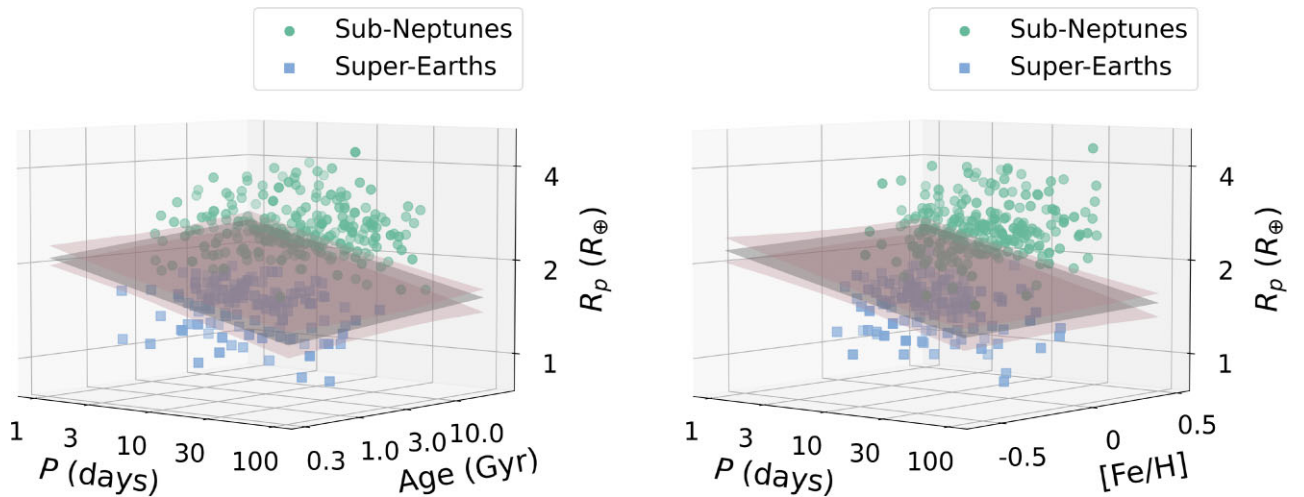 Sub-Neptunes
Super-Earths
4
2
1
R_p (R_⊕)
1
3
10
30
100
P (days)
0.3
1.0
3.0
10.0
Age (Gyr)
Sub-Neptunes
Super-Earths
4
2
1
R_p (R_⊕)
1
3
10
30
100
P (days)
-0.5
0
0.5
[Fe/H]